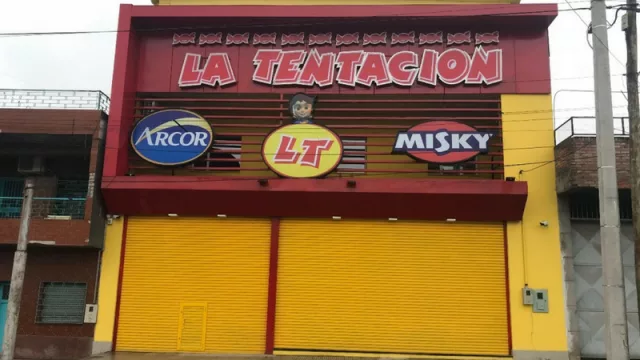 LA TENTACION
ARCOR
LT
MISKY